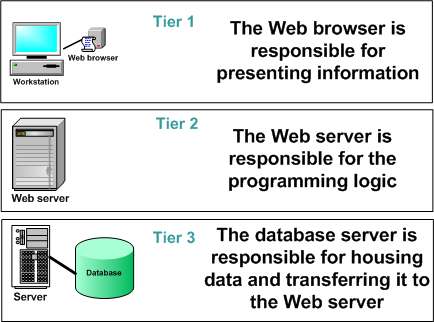 Tier 1
The Web browser is
responsible for
presenting information
Web browser
Workstation
Tier 2
The Web server is
responsible for the
programming logic
Web server
Tier 3
The database server is
responsible for housing
data and transferring it to
the Web server
Database
Server